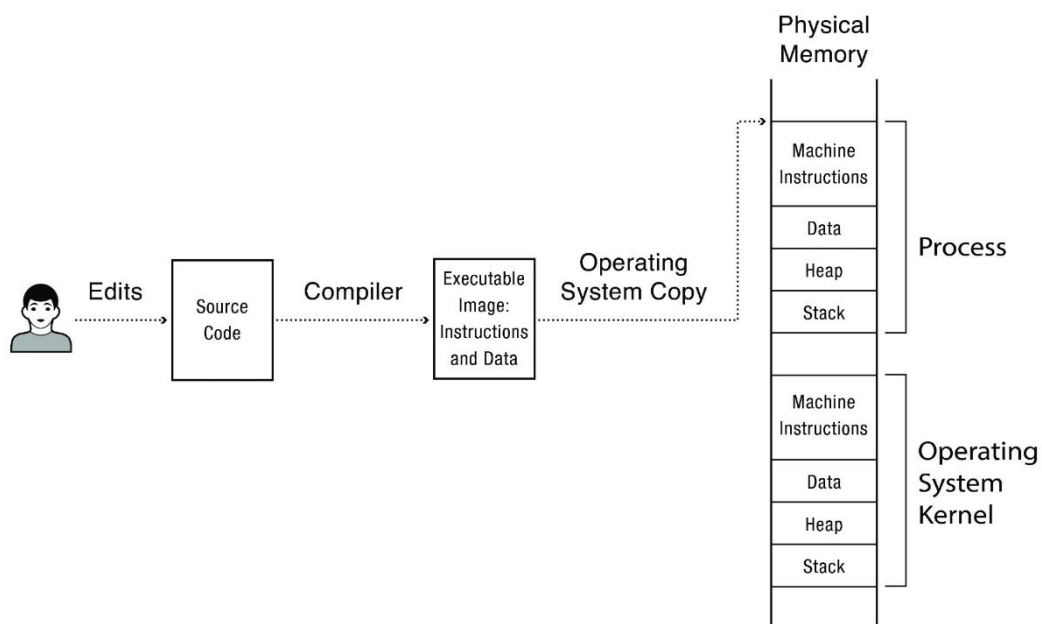 Physical
Memory
Edits
Source
Code
Compiler
Executable
Image:
Instructions
and Data
Operating
System Copy
Machine
Instructions
Data
Heap
Stack
Process
Machine
Instructions
Data
Heap
Stack
Operating
System
Kernel